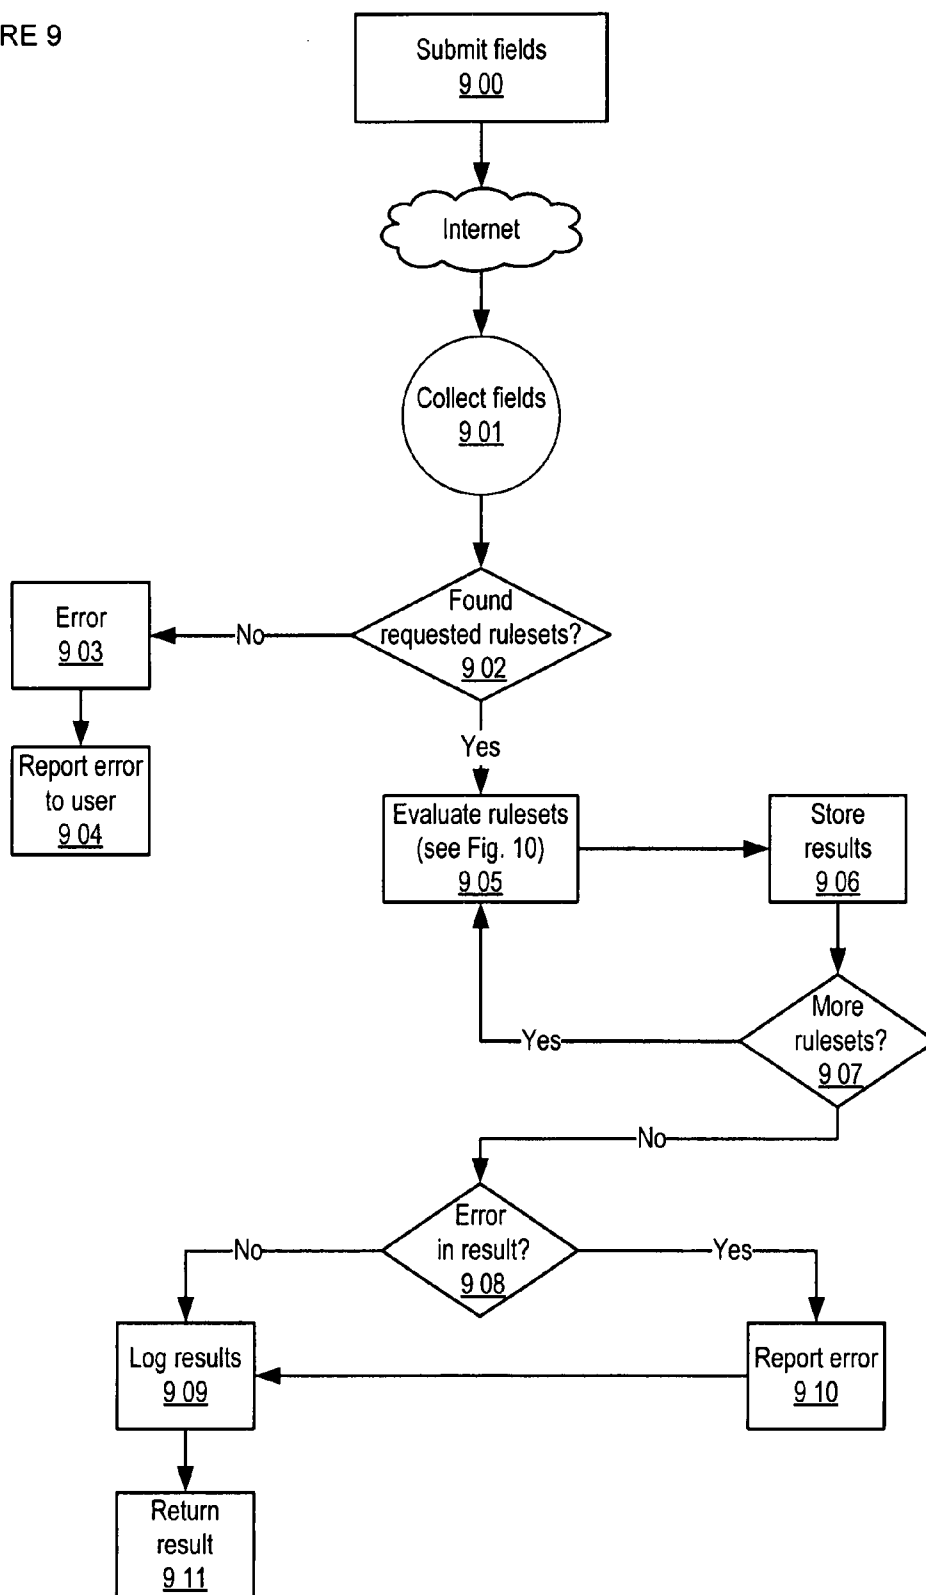 RE 9
Submit fields
9 00
Internet
Collect fields
9 01
Found
requested rulesets?
9 02
No
Error
9 03
Report error
to user
9 04
Yes
Evaluate rulesets
(see Fig. 10)
9 05
Store
results
9 06
More
rulesets?
9 07
Yes
No
Error
in result?
9 08
No
Yes
Log results
9 09
Report error
9 10
Return
result
9 11